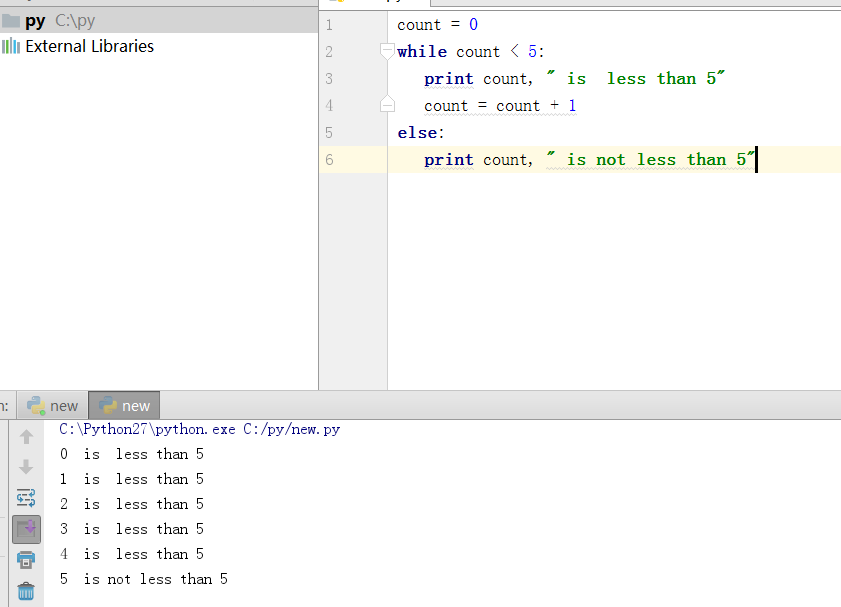 py C:\py
External Libraries
1 count = 0
2 while count < 5:
3 print count, " is  less than 5"
4 count = count + 1
5 else:
6 print count, " is not less than 5"
new new
C:\Python27\python.exe C:/py/new.py
0  is  less than 5
1  is  less than 5
2  is  less than 5
3  is  less than 5
4  is  less than 5
5  is not less than 5